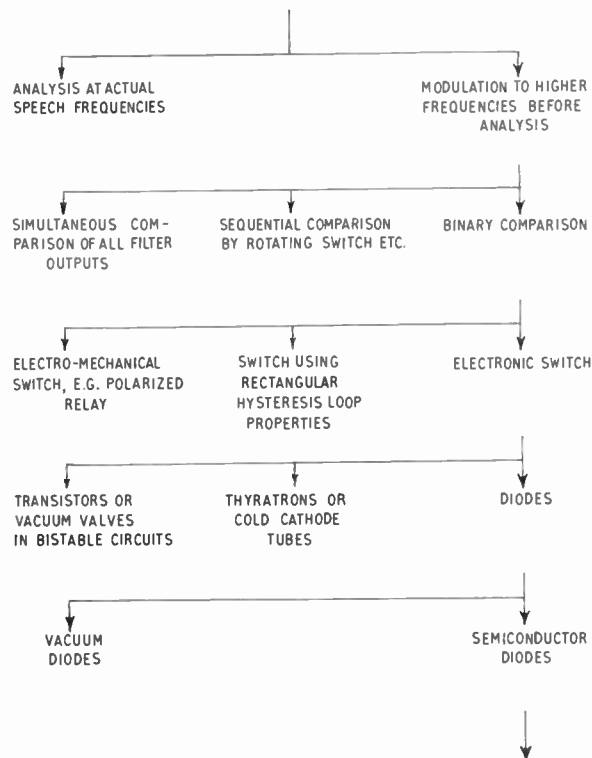 ANALYSIS AT ACTUAL
SPEECH FREQUENCIES
MODULATION TO HIGHER
FREQUENCIES BEFORE
ANALYSIS
SIMULTANEOUS COM-
PARISON OF ALL FILTER
OUTPUTS
SEQUENTIAL COMPARISON
BY ROTATING SWITCH ETC.
BINARY COMPARISON
ELECTRO-MECHANICAL
SWITCH, E.G. POLARIZED
RELAY
SWITCH USING
RECTANGULAR
HYSTERESIS LOOP
PROPERTIES
ELECTRONIC SWITCH
TRANSISTORS OR
VACUUM VALVES
IN BISTABLE CIRCUITS
THYRATRONS OR
COLD CATHODE
TUBES
DIODES
VACUUM
DIODES
SEMICONDUCTOR
DIODES